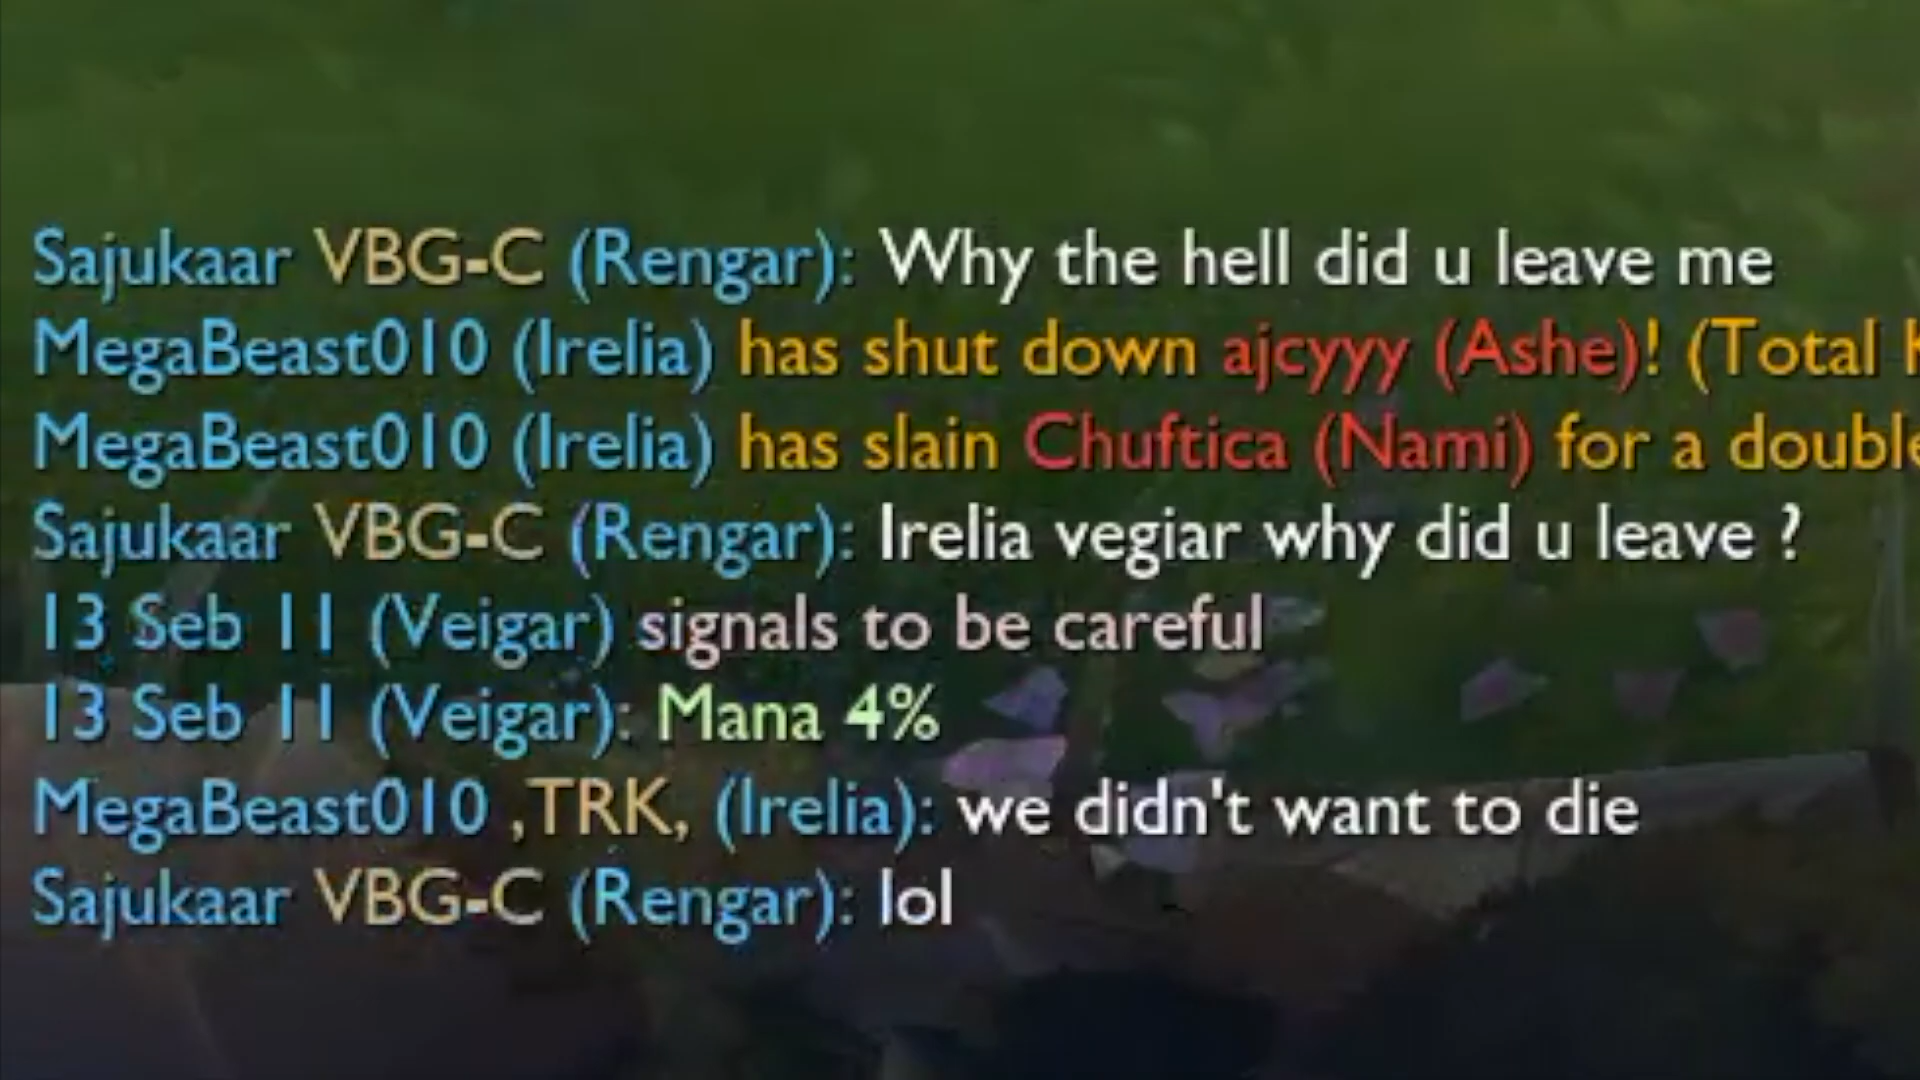 Sajukaar VBG-C (Rengar): Why the hell did u leave me
MegaBeast010 (Irelia) has shut down ajcyyy (Ashe)! (Total
MegaBeast010 (Irelia) has slain Chuftica (Nami) for a double
Sajukaar VBG-C (Rengar): Irelia vegiar why did u leave ?
13 Seb 11 (Veigar) signals to be careful
13 Seb 11 (Veigar): Mana 4%
MegaBeast010 ,TRK, (Irelia): we didn't want to die
Sajukaar VBG-C (Rengar): lol